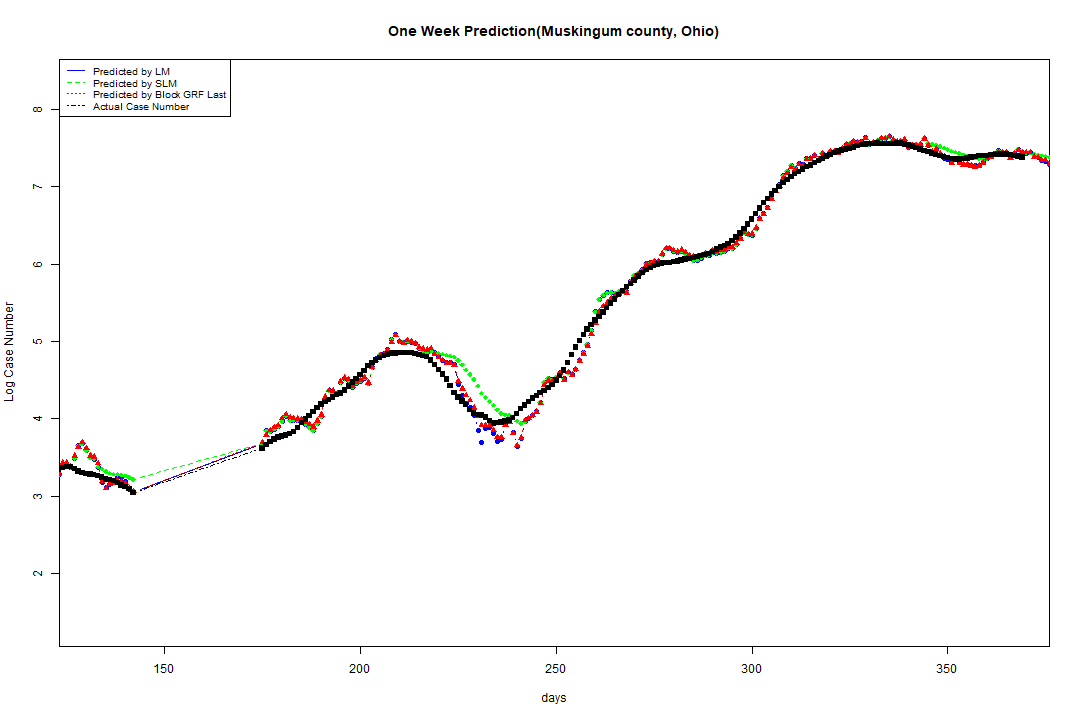 One Week Prediction(Muskingum county, Ohio)
Predicted by LM
Predicted by SLM
Predicted by Block GRF Last
Actual Case Number
8
7
6
5
4
3
2
Log Case Number
150
200
250
300
350
days